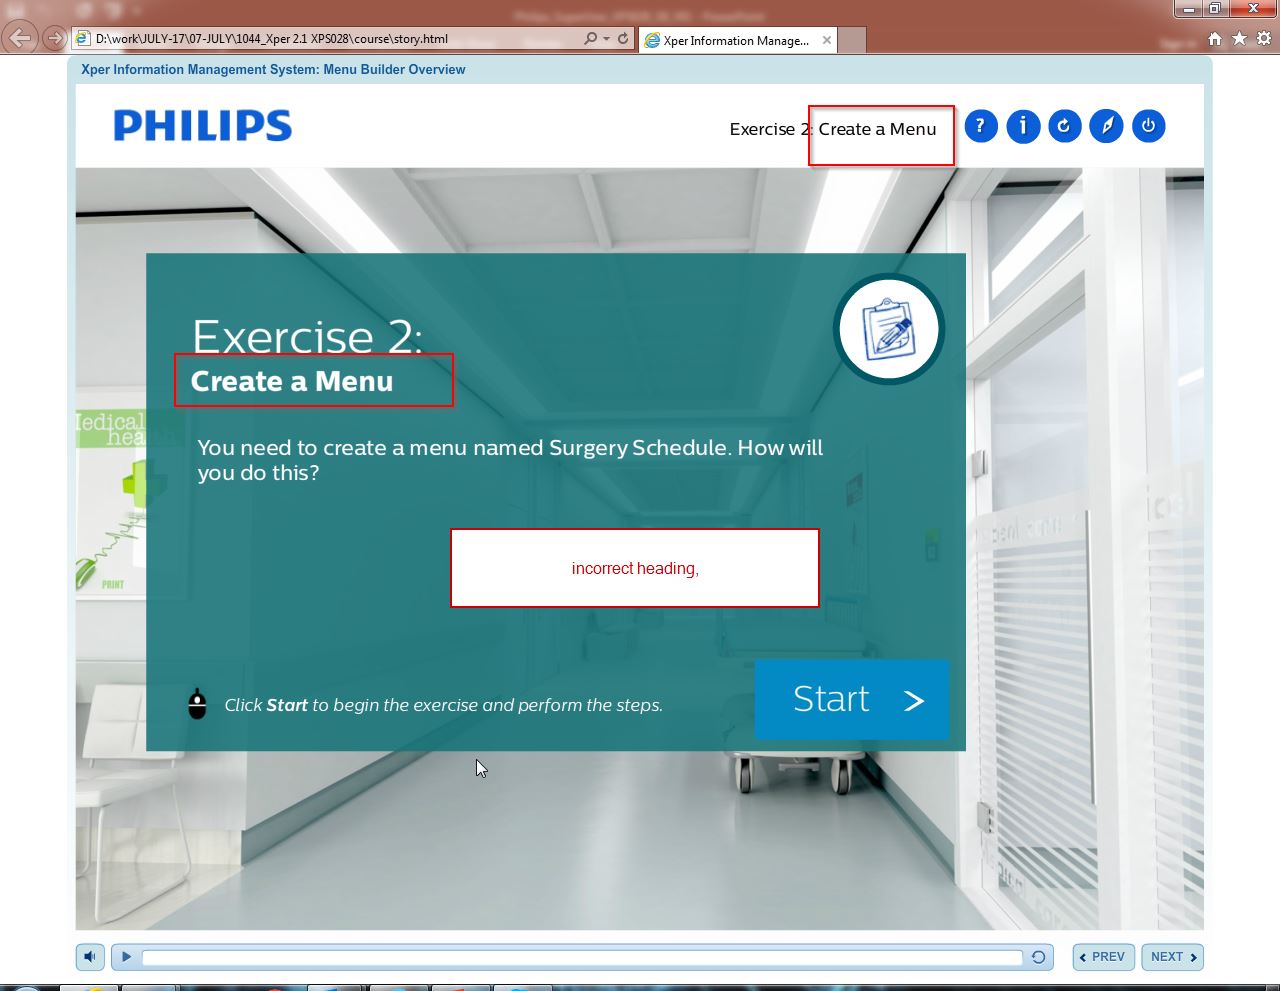 D:\work\JULY-17\07-JULY\1044_Xper 2.1 XPS028\course\story.html
Xper Information Manage...
Xper Information Management System: Menu Builder Overview
PHILIPS
Exercise 2: Create a Menu
Exercise 2:
Create a Menu
You need to create a menu named Surgery Schedule. How will
you do this?
Medical
PRINT
incorrect heading,
Click Start to begin the exercise and perform the steps.
Start
PREV
NEXT